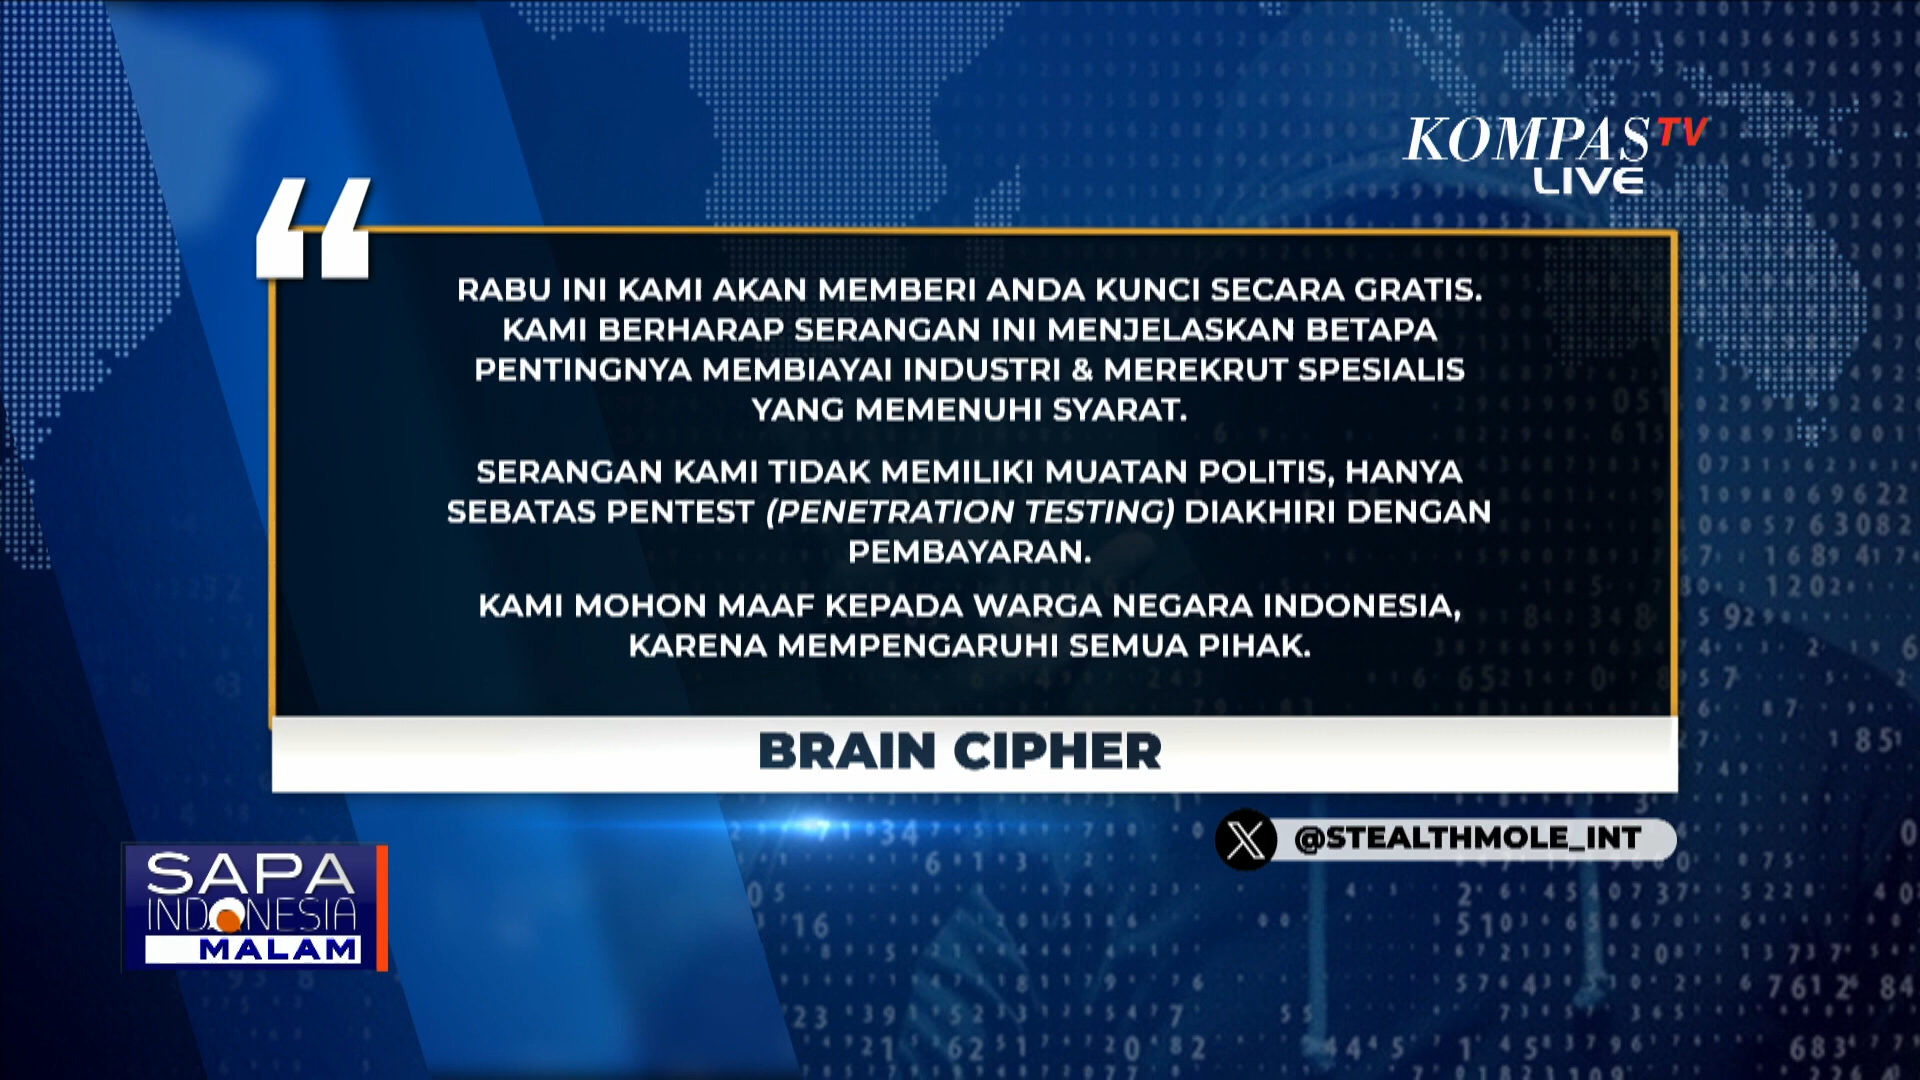 KOMPAS TV
LIVE
“
RABU INI KAMI AKAN MEMBERI ANDA KUNCI SECARA GRATIS.
KAMI BERHARAP SERANGAN INI MENJELASKAN BETAPA
PENTINGNYA MEMBIAYAI INDUSTRI & MEREKRUT SPESIALIS
YANG MEMENUHI SYARAT.
SERANGAN KAMI TIDAK MEMILIKI MUATAN POLITIS, HANYA
SEBATAS PENTEST (PENETRATION TESTING) DIAKHIRI DENGAN
PEMBAYARAN.
KAMI MOHON MAAF KEPADA WARGA NEGARA INDONESIA,
KARENA MEMPENGARUHI SEMUA PIHAK.
BRAIN CIPHER
@STEALTHMOLE_INT
SAPA
INDONESIA
MALAM